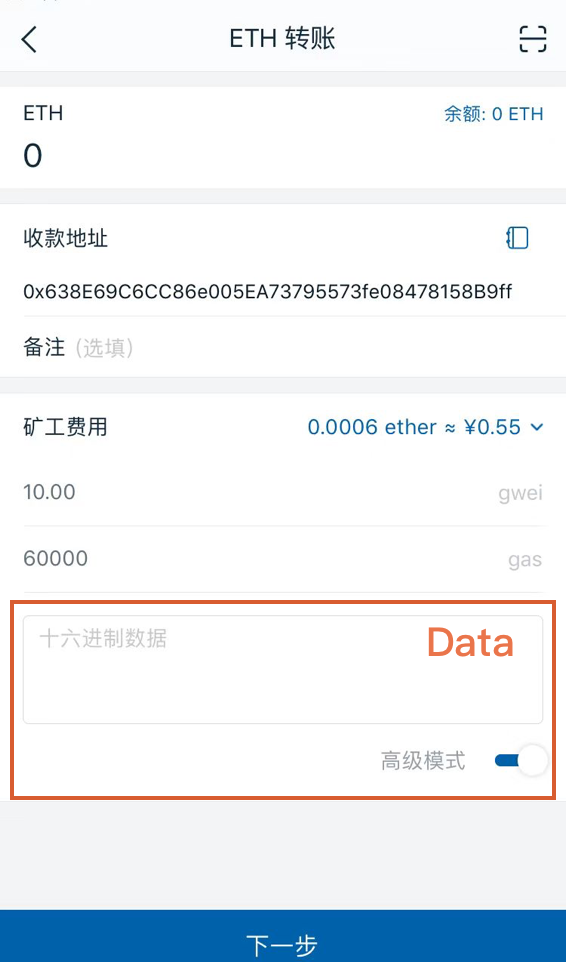 ETH 转账
ETH
余额: 0 ETH
0
收款地址
0x638E69C6CC86e005EA73795573fe08478158B9ff
备注 (选填)
矿工费用
0.0006 ether ≈ ¥0.55
10.00
gwei
60000
gas
十六进制数据
Data
高级模式
下一步